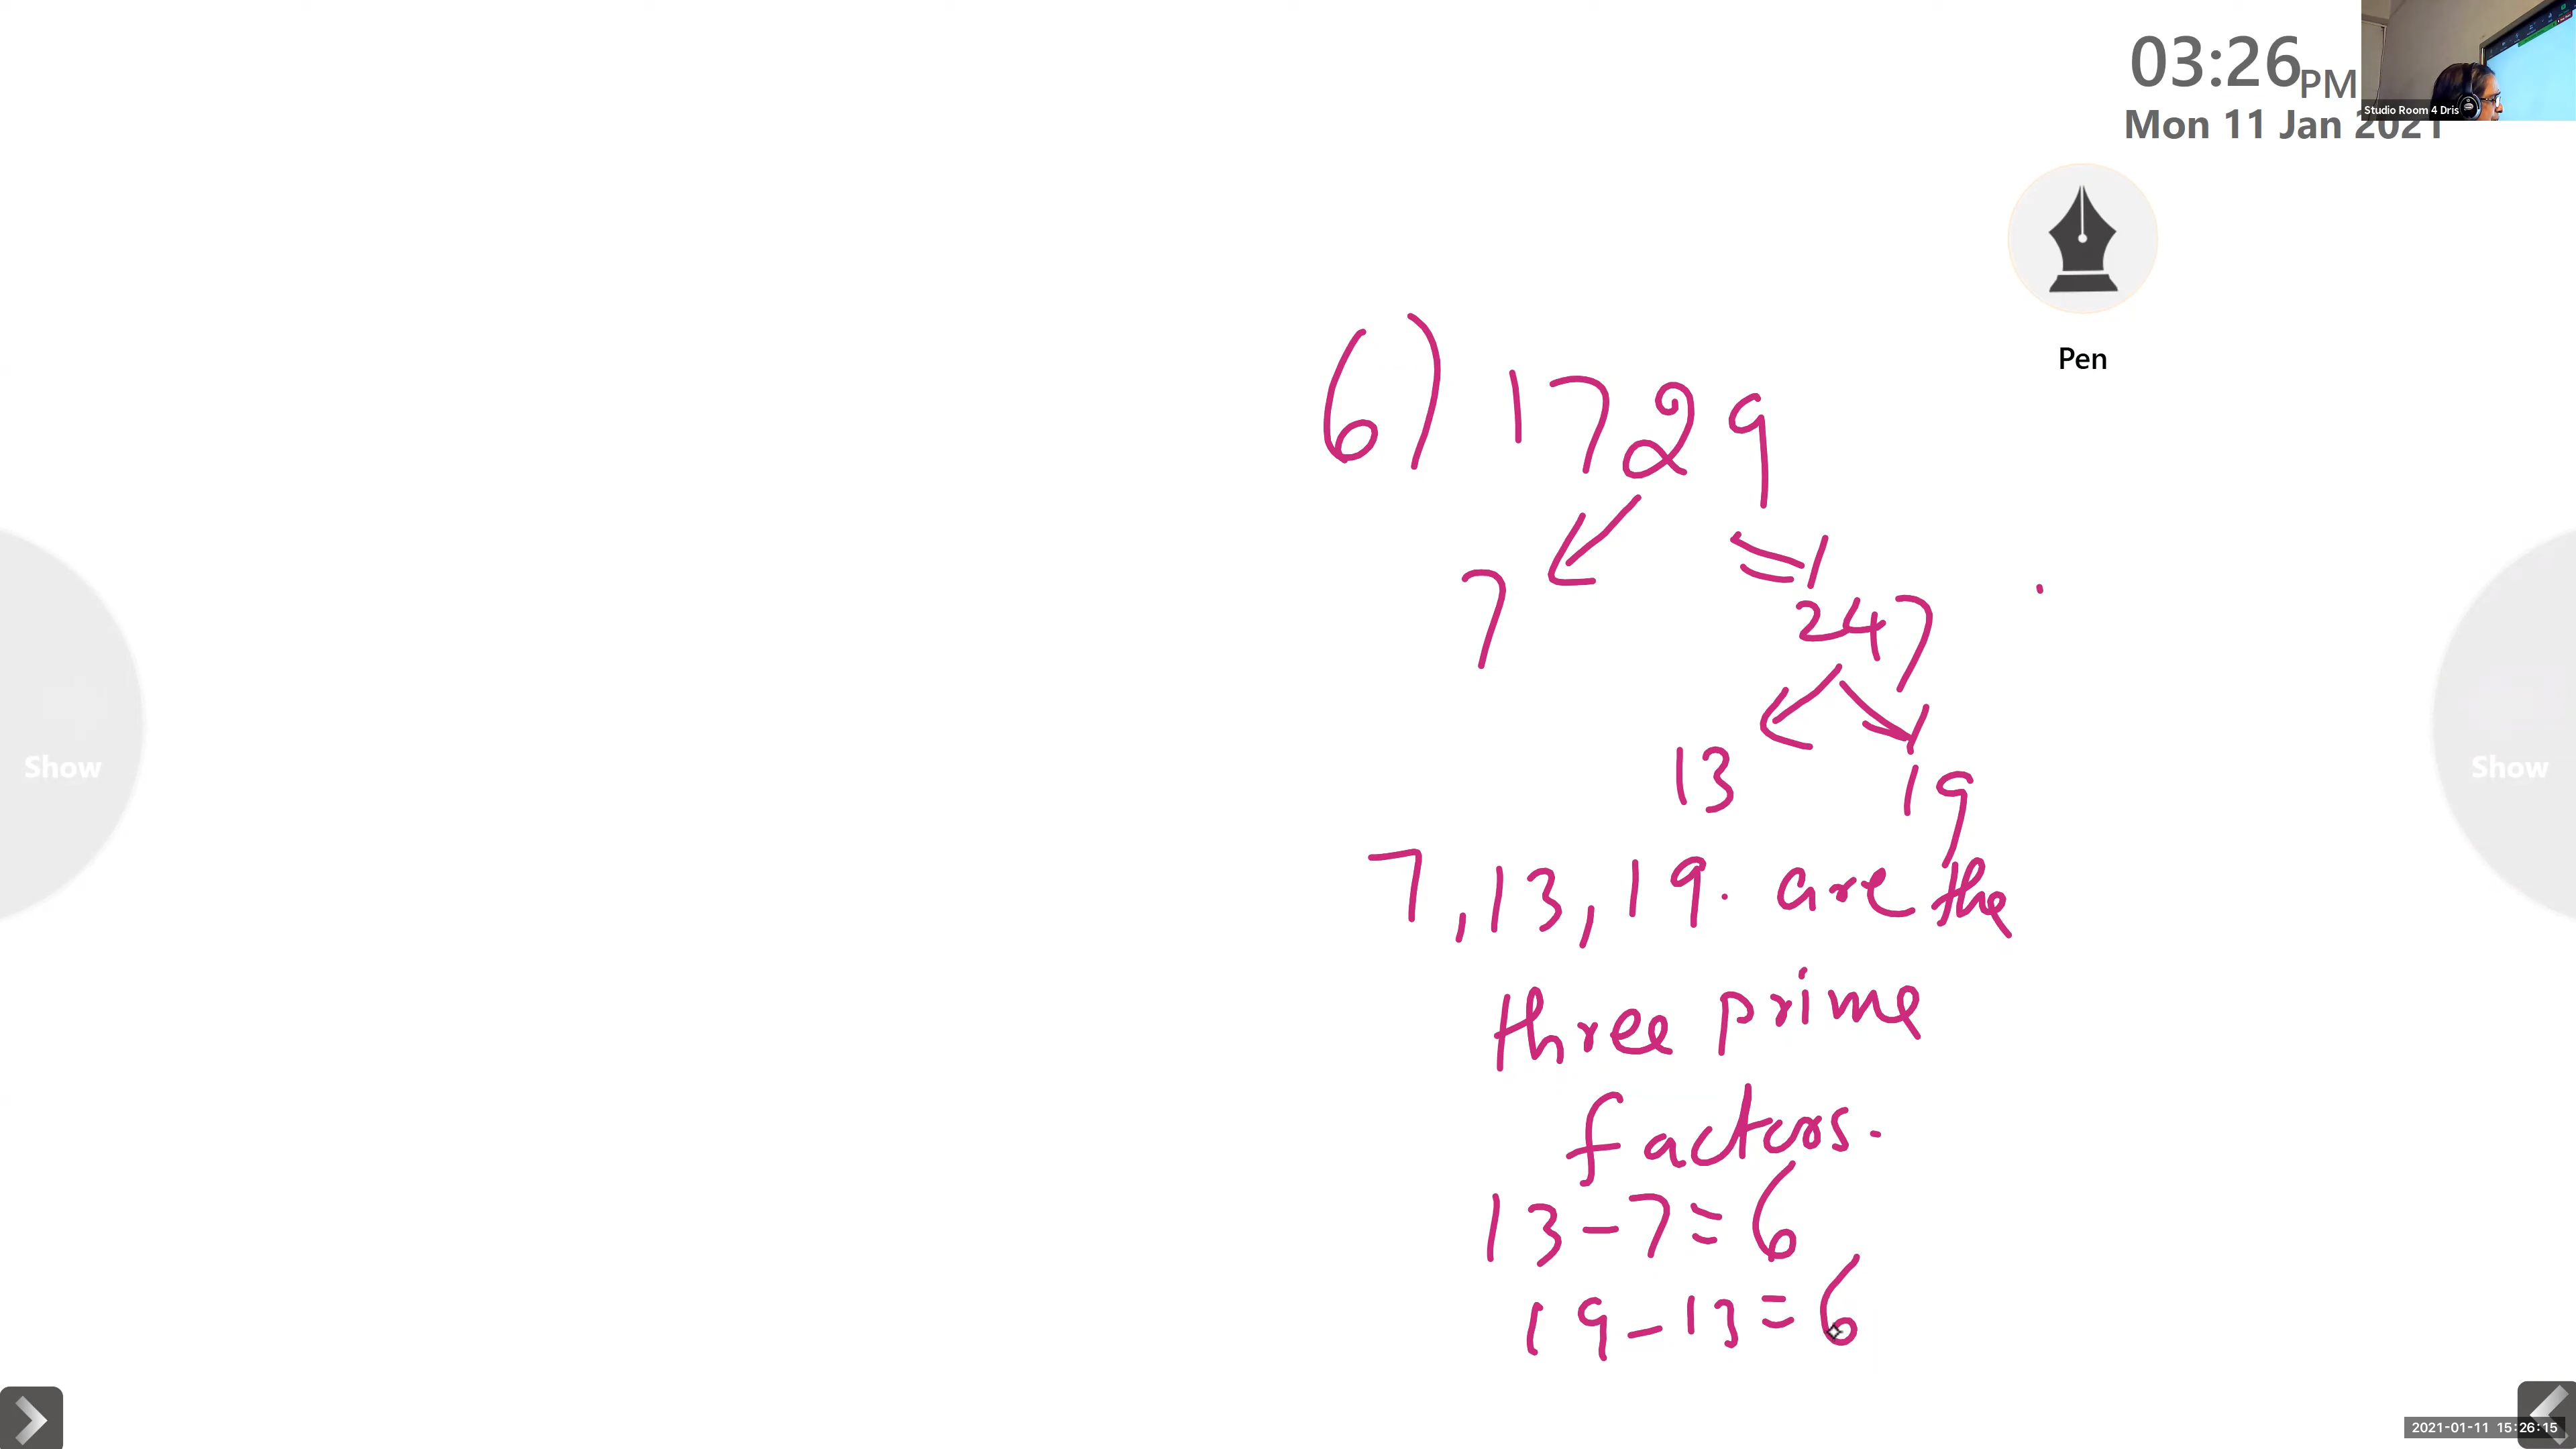 03:26PM
Studio Room 4 Dris
Mon 11 Jan 2021
Pen
6) 1729
7
247
13 19
7, 13, 19. are the
three prime
factors.
13-7=6
19-13=6
Show
Show
2021-01-11 15:26:15